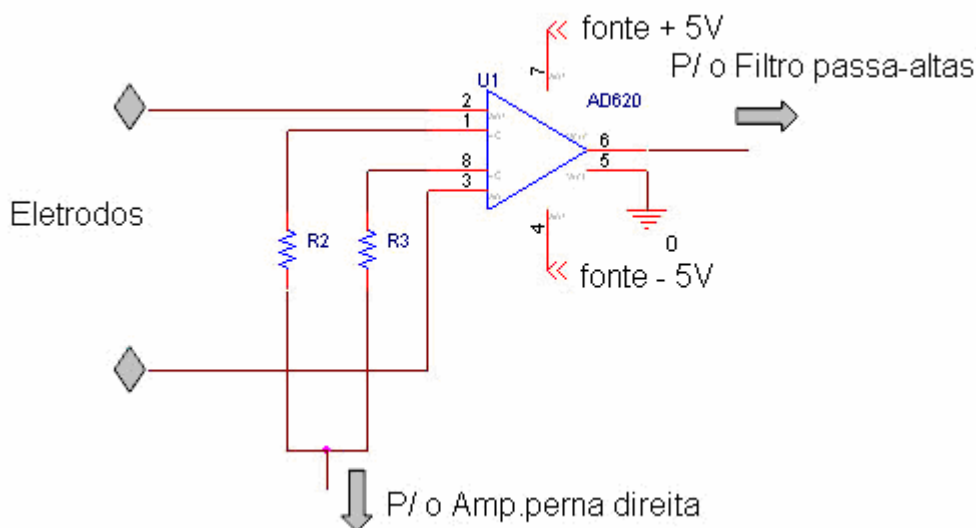 fonte + 5V
P/ o Filtro passa-altas
U1
7
AD620
2
1
6
5
8
3
Eletrodos
R2
R3
4
0
fonte - 5V
P/ o Amp.perna direita